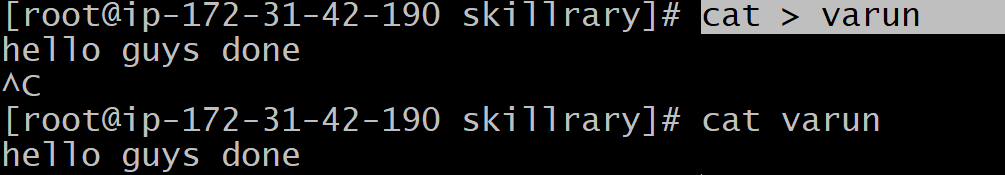 [root@ip-172-31-42-190 skillrary]# cat > varun
hello guys done
^C
[root@ip-172-31-42-190 skillrary]# cat varun
hello guys done